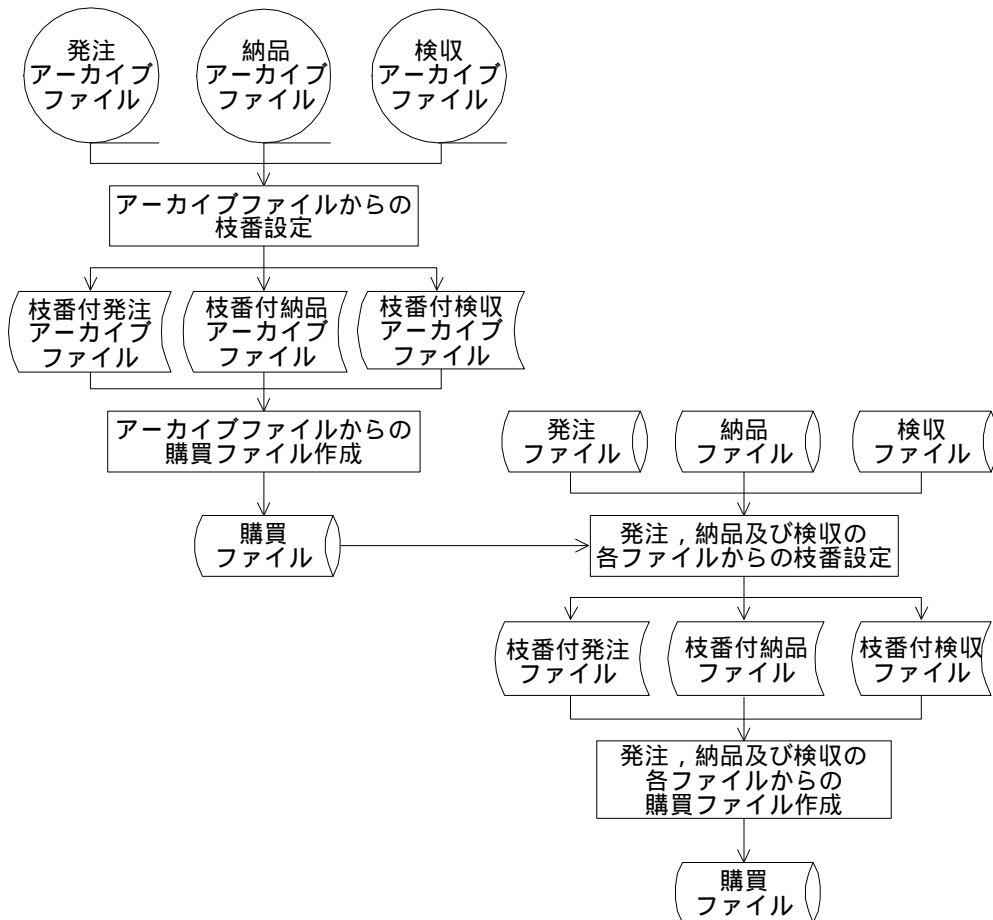 発注
アーカイブ
ファイル
納品
アーカイブ
ファイル
検収
アーカイブ
ファイル
アーカイブファイルからの
枝番設定
枝番付発注
アーカイブ
ファイル
枝番付納品
アーカイブ
ファイル
枝番付検収
アーカイブ
ファイル
アーカイブファイルからの
購買ファイル作成
購買
ファイル
発注
ファイル
納品
ファイル
検収
ファイル
発注，納品及び検収の
各ファイルからの枝番設定
枝番付発注
ファイル
枝番付納品
ファイル
枝番付検収
ファイル
発注，納品及び検収の
各ファイルからの
購買ファイル作成
購買
ファイル